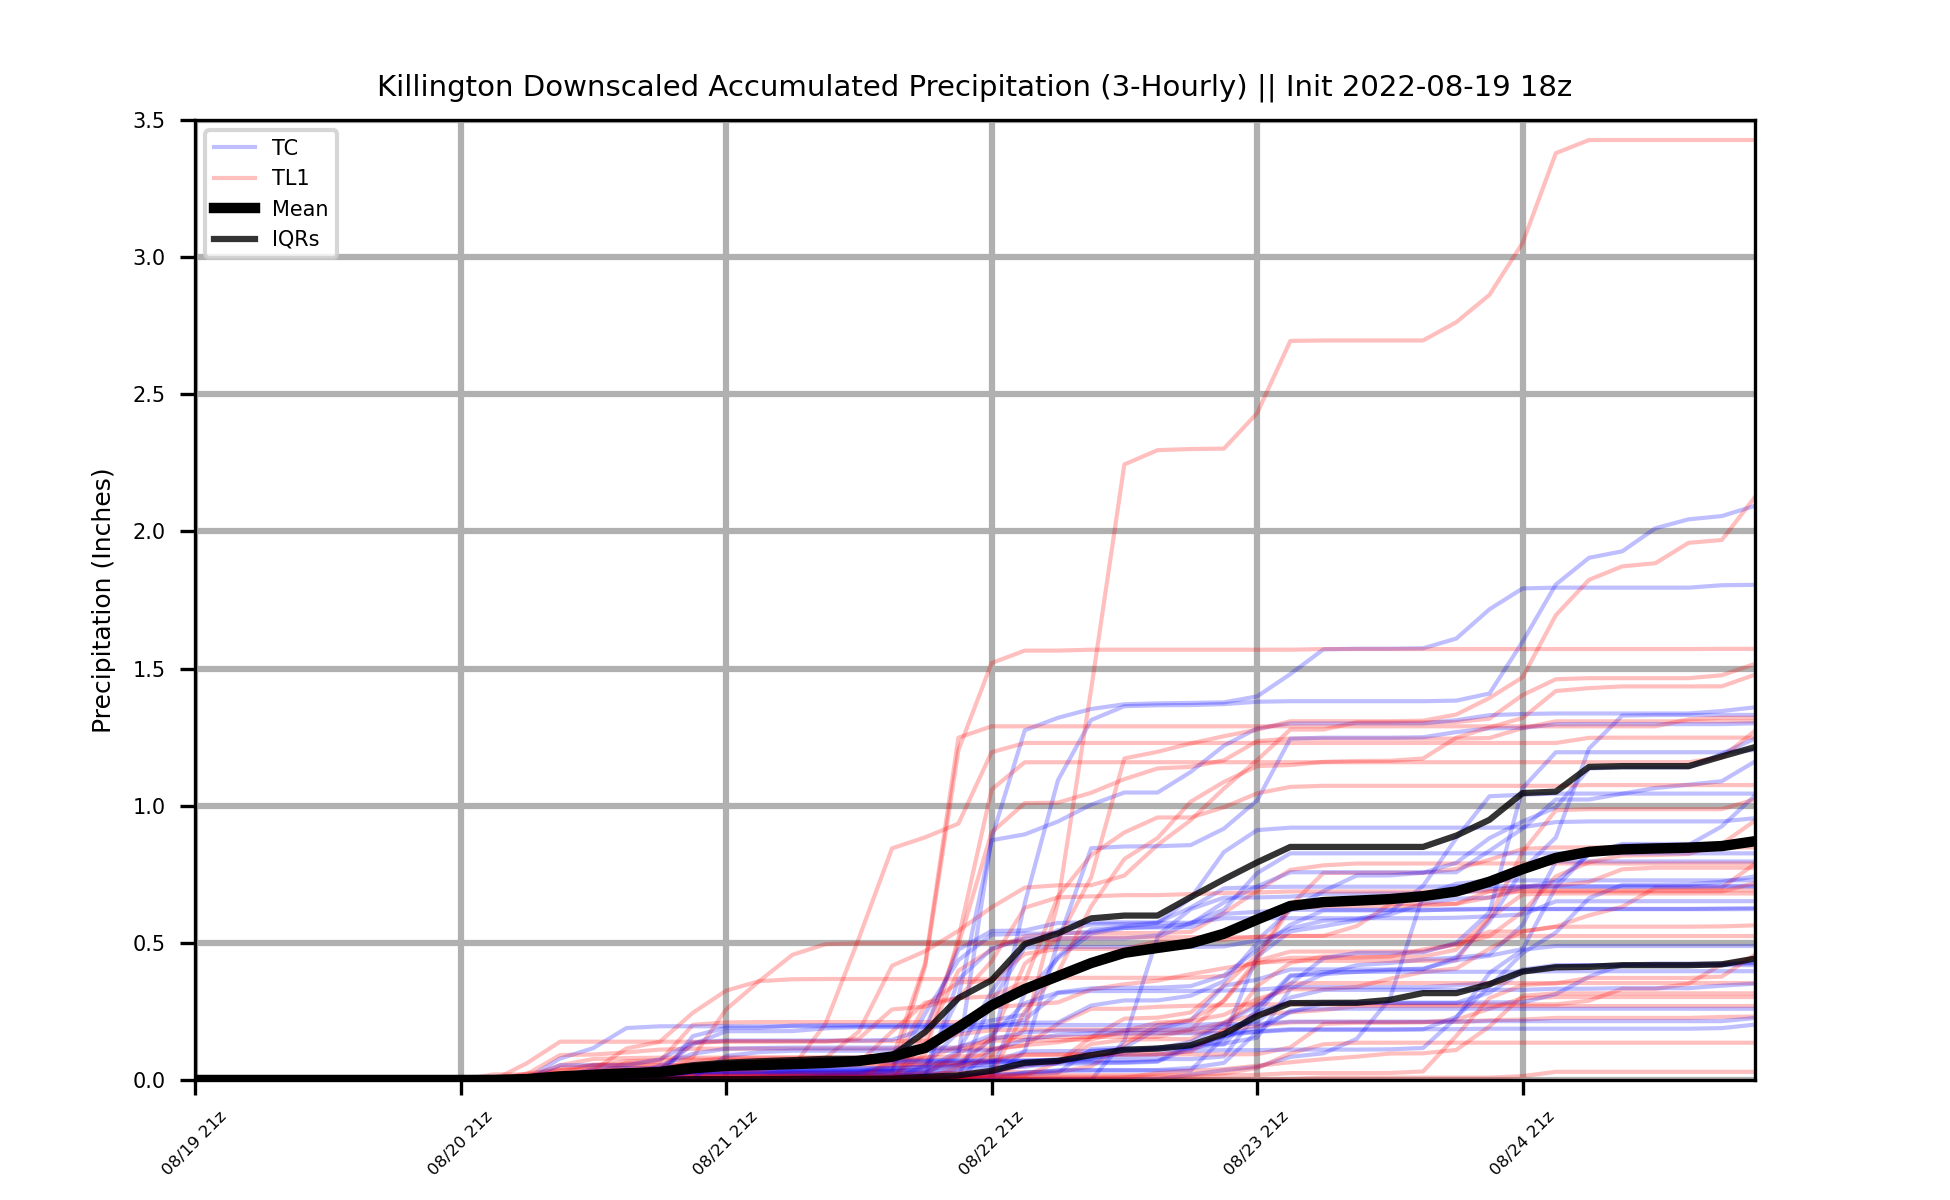 Killington Downscaled Accumulated Precipitation (3-Hourly) || Init 2022-08-19 18z
TC
TL1
Mean
IQRs
Precipitation (Inches)
3.5
3.0
2.5
2.0
1.5
1.0
0.5
0.0
08/19 21z
08/20 21z
08/21 21z
08/22 21z
08/23 21z
08/24 21z